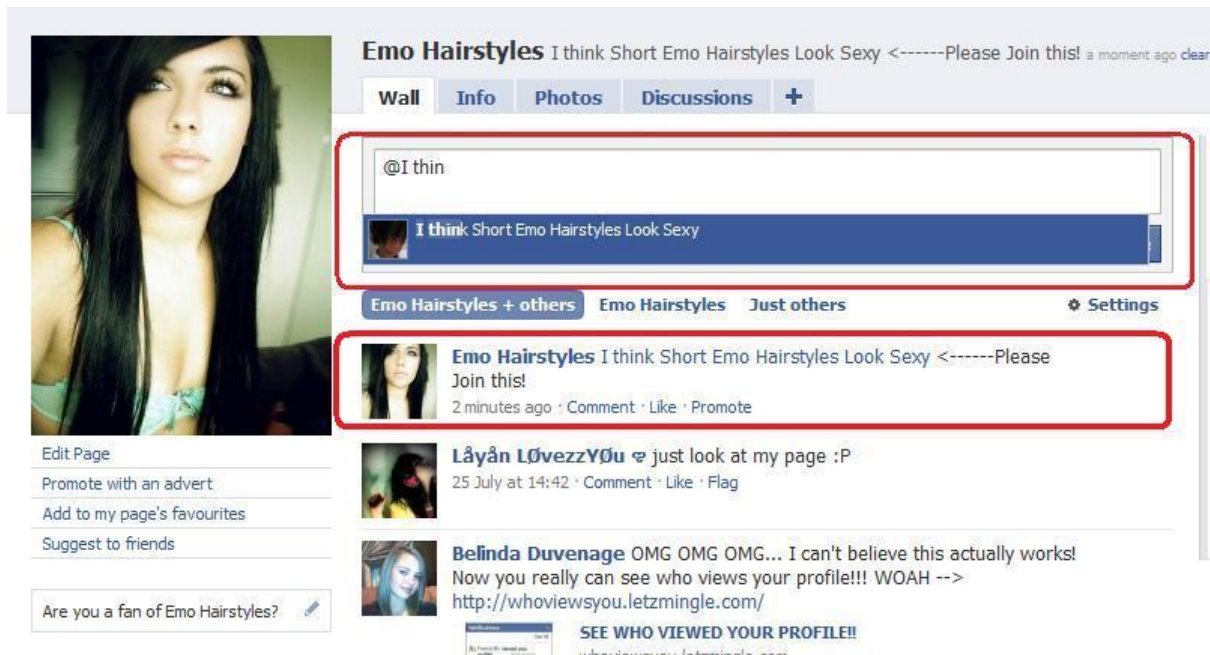 Emo Hairstyles I think Short Emo Hairstyles Look Sexy <------Please Join this! a moment ago clear
Wall Info Photos Discussions +
@I thin
I think Short Emo Hairstyles Look Sexy
Emo Hairstyles + others Emo Hairstyles Just others Settings
Emo Hairstyles I think Short Emo Hairstyles Look Sexy <------Please
Join this!
2 minutes ago · Comment · Like · Promote
Edit Page
Promote with an advert
Add to my page's favourites
Suggest to friends
Are you a fan of Emo Hairstyles?
Låyån LØvezzYØu just look at my page :P
25 July at 14:42 · Comment · Like · Flag
Belinda Duvenage OMG OMG OMG... I can't believe this actually works!
Now you really can see who views your profile!!! WOAH -->
http://whoviewsyou.letzmingle.com/
SEE WHO VIEWED YOUR PROFILE!!
whoviewsyou.letzmingle.com